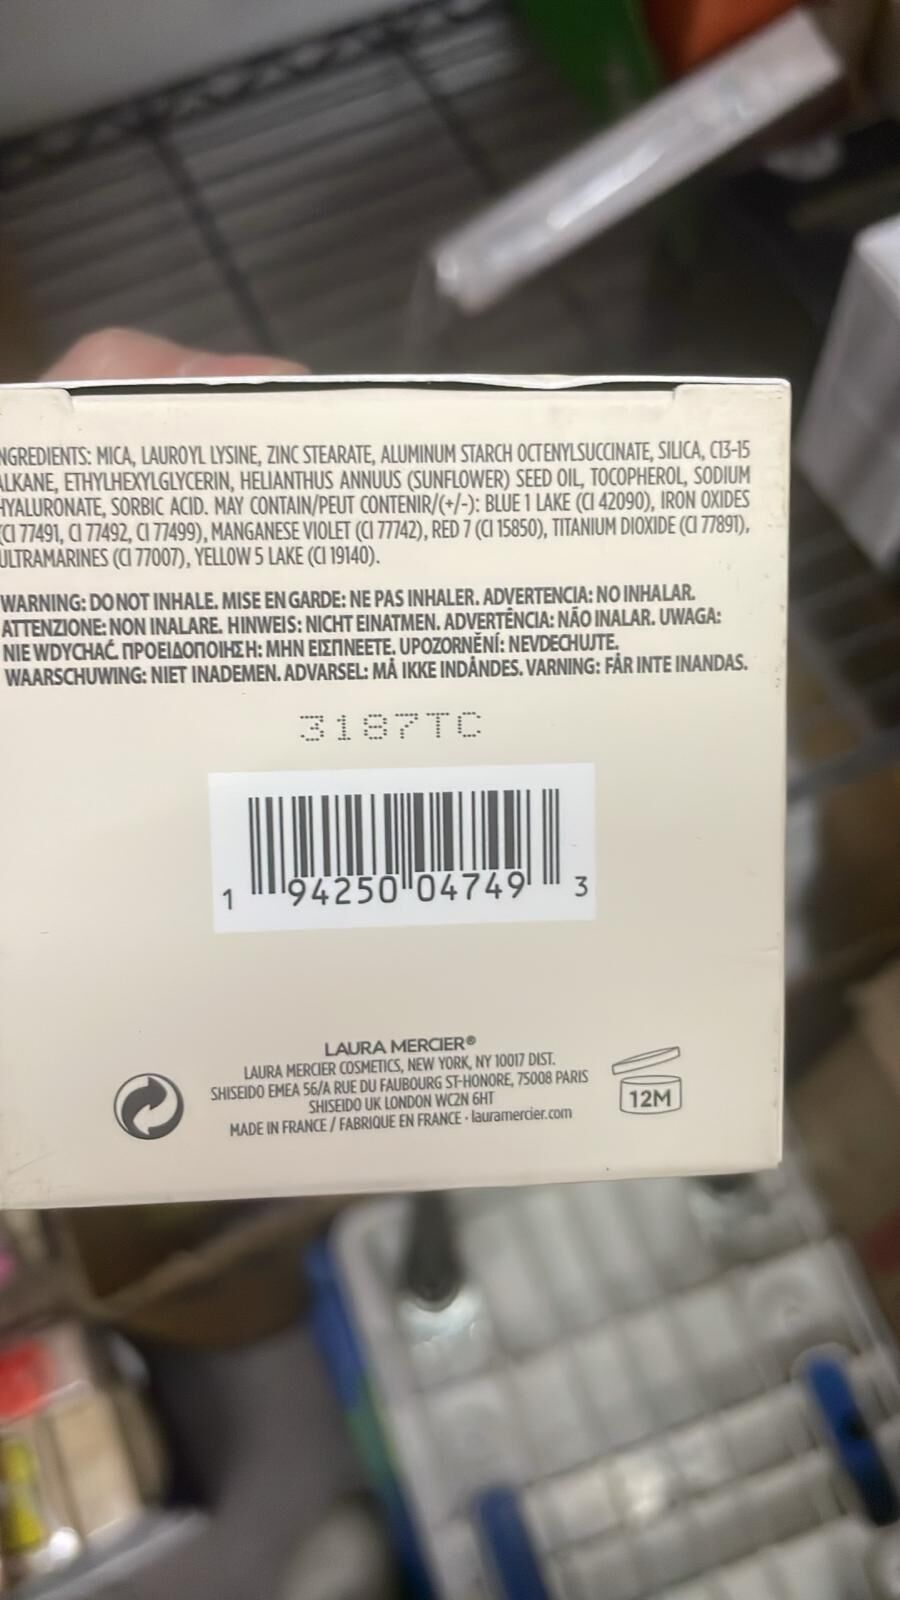 NGREDIENTS: MICA, LAUROYL LYSINE, ZINC STEARATE, ALUMINUM STARCH OCTENYLSUCCINATE, SILICA, C13-15
ALKANE, ETHYLHEXYLGLYCERIN, HELIANTHUS ANNUUS (SUNFLOWER) SEED OIL, TOCOPHEROL, SODIUM
HYALURONATE, SORBIC ACID. MAY CONTAIN/PEUT CONTENIR/(+/-): BLUE 1 LAKE (CI 42090), IRON OXIDES
(CI 77491, CI 77492, CI 77499), MANGANESE VIOLET (CI 77742), RED 7 (CI 15850), TITANIUM DIOXIDE (CI 77891),
ULTRAMARINES (CI 77007), YELLOW 5 LAKE (CI 19140).
WARNING: DO NOT INHALE. MISE EN GARDE: NE PAS INHALER. ADVERTENCIA: NO INHALAR.
ATTENZIONE: NON INALARE. HINWEIS: NICHT EINATMEN. ADVERTÊNCIA: NÃO INALAR. UWAGA:
NIE WDYCHAĆ. ΠΡΟΕΙΔΟΠΟΙΗΣΗ: ΜΗΝ ΕΙΣΠΝΕΕΤΕ. UPOZORNĚNÍ: NEVDECHUJTE.
WAARSCHUWING: NIET INADEMEN. ADVARSEL: MÅ IKKE INDÅNDES. VARNING: FÅR INTE INANDAS.
3187TC
1 94250 04749 3
LAURA MERCIER®
LAURA MERCIER COSMETICS, NEW YORK, NY 10017 DIST.
SHISEIDO EMEA 56/A RUE DU FAUBOURG ST-HONORE, 75008 PARIS
SHISEIDO UK LONDON WC2N 6HT
MADE IN FRANCE / FABRIQUE EN FRANCE · lauramercier.com
12M